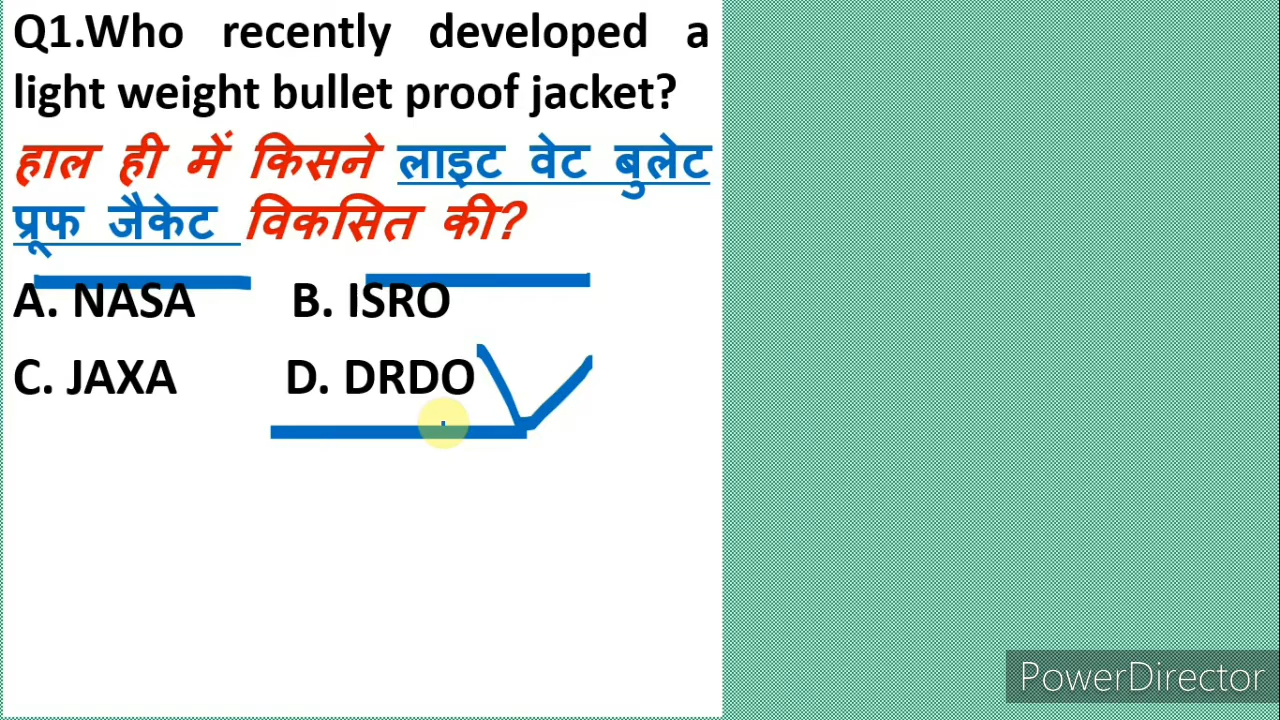 Q1.Who recently developed a
light weight bullet proof jacket?
हाल ही में किसने लाइट वेट बुलेट
प्रूफ जैकेट विकसित की?
A. NASA B. ISRO
C. JAXA D. DRDO
PowerDirector